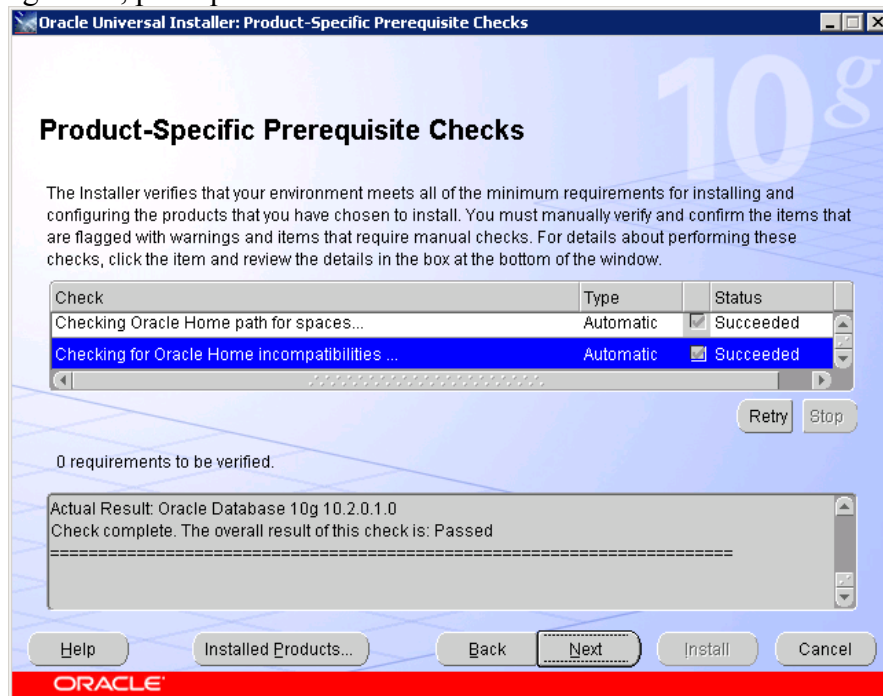 Oracle Universal Installer: Product-Specific Prerequisite Checks
10g
Product-Specific Prerequisite Checks
The Installer verifies that your environment meets all of the minimum requirements for installing and
configuring the products that you have chosen to install. You must manually verify and confirm the items that
are flagged with warnings and items that require manual checks. For details about performing these
checks, click the item and review the details in the box at the bottom of the window.
Check Type Status
Checking Oracle Home path for spaces... Automatic Succeeded
Checking for Oracle Home incompatibilities ... Automatic Succeeded
Retry Stop
0 requirements to be verified.
Actual Result: Oracle Database 10g 10.2.0.1.0
Check complete. The overall result of this check is: Passed
========================================================================
Help Installed Products... Back Next Install Cancel
ORACLE